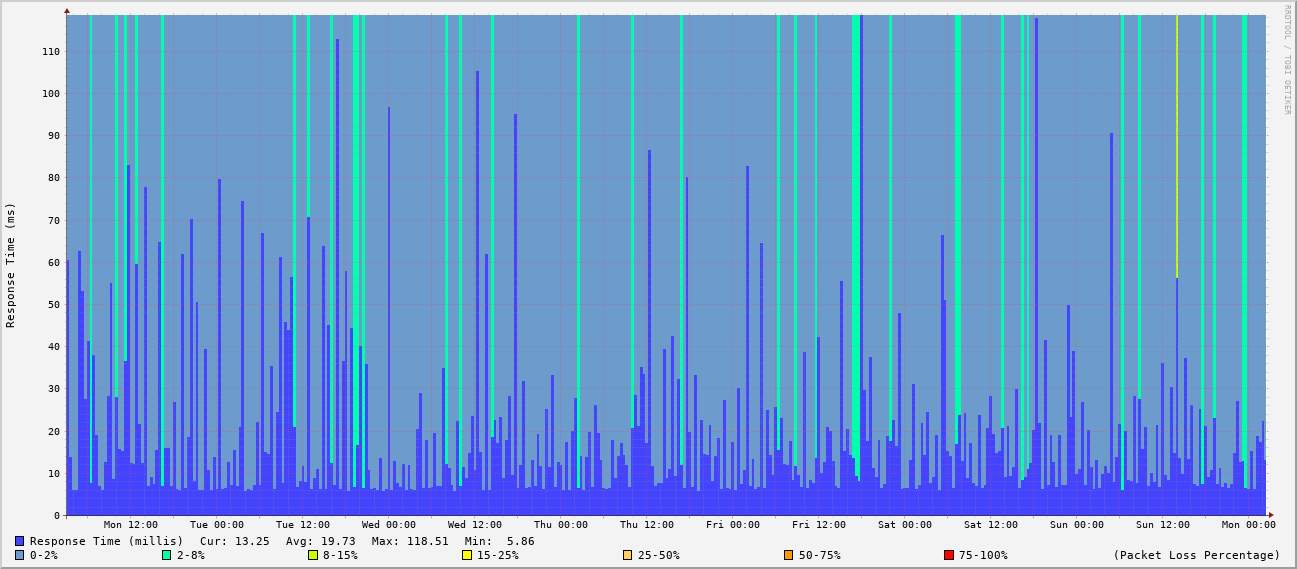 RRDTOOL / TOBI OETIKER
Response Time (ms)
110
100
90
80
70
60
50
40
30
20
10
0
Mon 12:00 Tue 00:00 Tue 12:00 Wed 00:00 Wed 12:00 Thu 00:00 Thu 12:00 Fri 00:00 Fri 12:00 Sat 00:00 Sat 12:00 Sun 00:00 Sun 12:00 Mon 00:00
Response Time (millis) Cur: 13.25 Avg: 19.73 Max: 118.51 Min: 5.86
0-2% 2-8% 8-15% 15-25% 25-50% 50-75% 75-100% (Packet Loss Percentage)